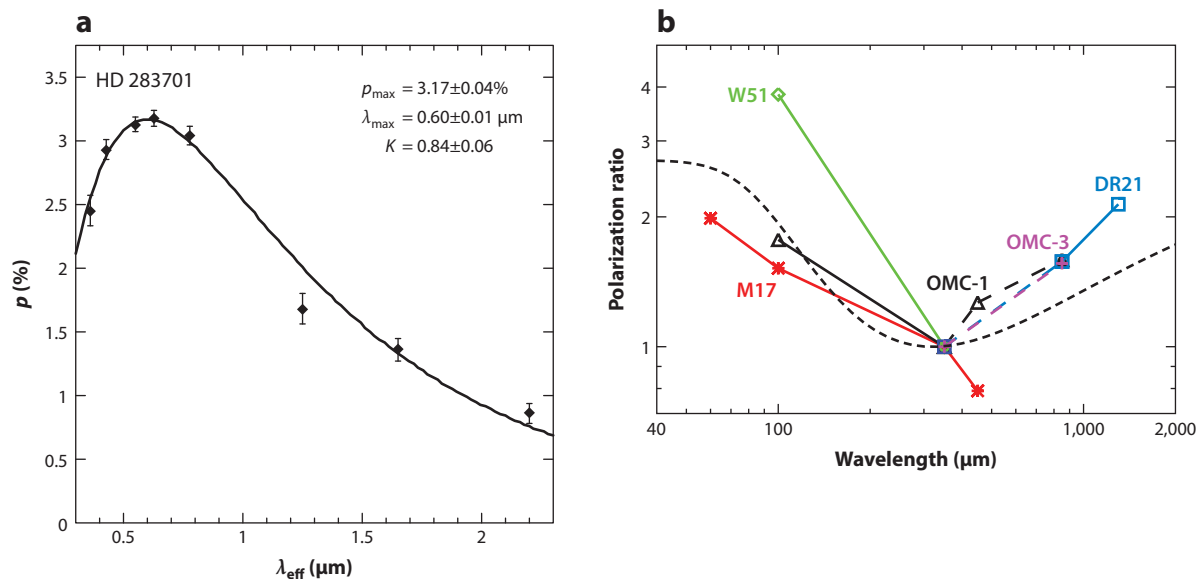 a
HD 283701
p_max = 3.17±0.04%
λ_max = 0.60±0.01 μm
K = 0.84±0.06
p (%)
3.5
3
2.5
2
1.5
1
0.5
0
0.5 1 1.5 2
λ_eff (μm)
b
Polarization ratio
4
3
2
1
W51
DR21
OMC-3
OMC-1
M17
40 100 1,000 2,000
Wavelength (μm)